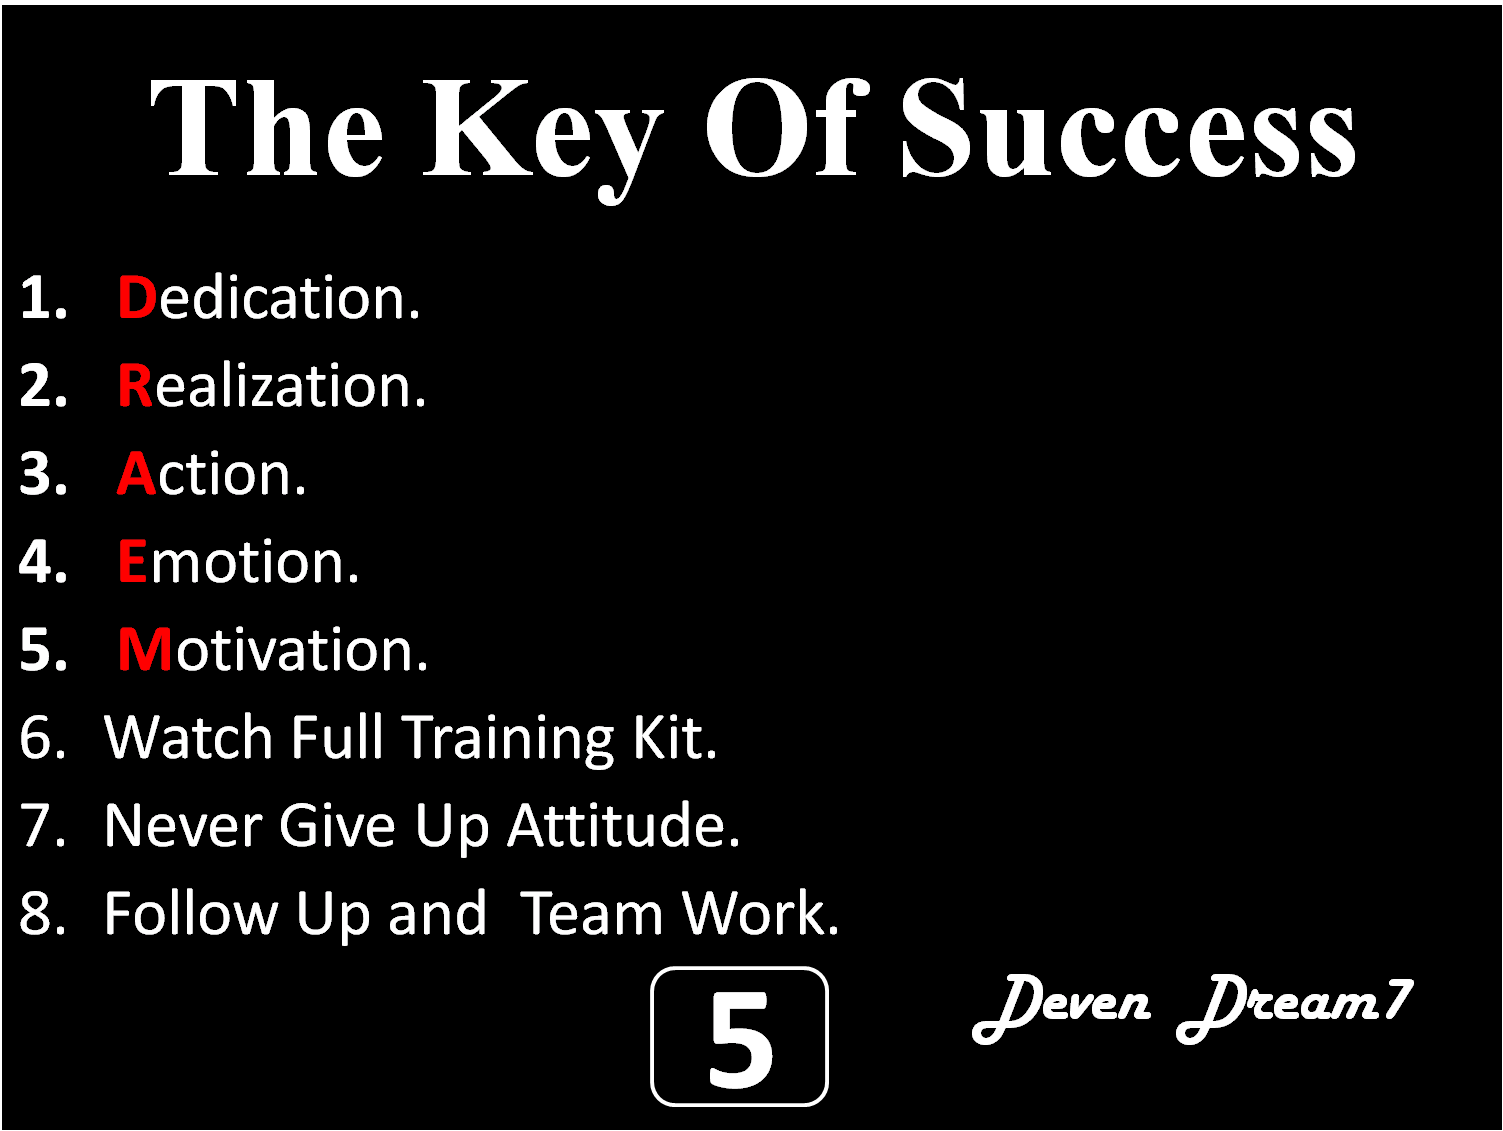 The Key Of Success
1. Dedication.
2. Realization.
3. Action.
4. Emotion.
5. Motivation.
6. Watch Full Training Kit.
7. Never Give Up Attitude.
8. Follow Up and  Team Work.
5
Deven Dream7